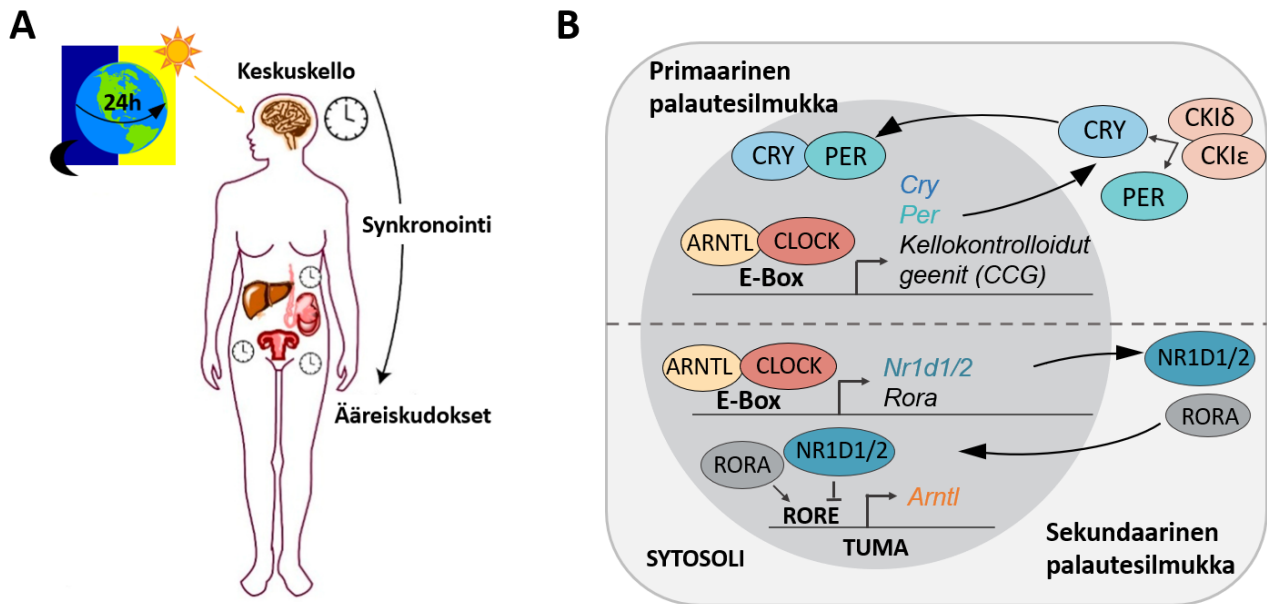 A
24h
Keskuskello
Synkronointi
Ääreiskudokset
B
Primaarinen
palautesilmukka
CRY
PER
CRY
CKIδ
CKIε
PER
Cry
Per
Kellokontrolloidut
geenit (CCG)
ARNTL
CLOCK
E-Box
ARNTL
CLOCK
E-Box
Nr1d1/2
Rora
NR1D1/2
RORA
RORA
NR1D1/2
RORE
Arntl
TUMA
SYTOSOLI
Sekundaarinen
palautesilmukka